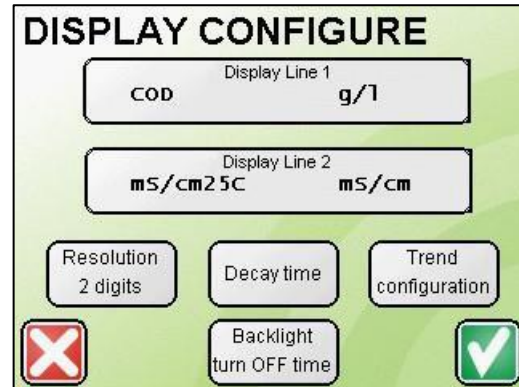 DISPLAY CONFIGURE
Display Line 1
COD g/l
Display Line 2
mS/cm25C mS/cm
Resolution
2 digits
Decay time
Trend
configuration
Backlight
turn OFF time